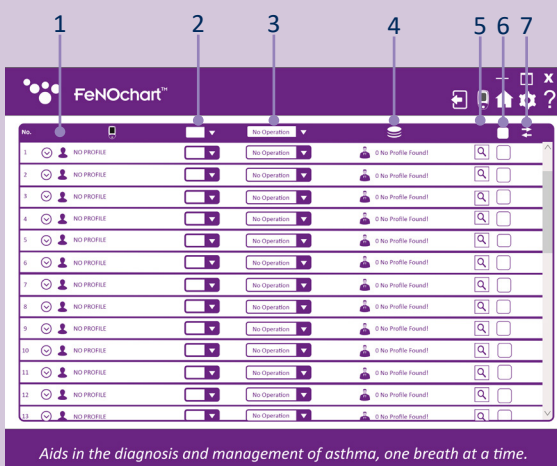 1 2 3 4 5 6 7
FeNOchart™
No. No Operation
1 NO PROFILE No Operation 0 No Profile Found!
2 NO PROFILE No Operation 0 No Profile Found!
3 NO PROFILE No Operation 0 No Profile Found!
4 NO PROFILE No Operation 0 No Profile Found!
5 NO PROFILE No Operation 0 No Profile Found!
6 NO PROFILE No Operation 0 No Profile Found!
7 NO PROFILE No Operation 0 No Profile Found!
8 NO PROFILE No Operation 0 No Profile Found!
9 NO PROFILE No Operation 0 No Profile Found!
10 NO PROFILE No Operation 0 No Profile Found!
11 NO PROFILE No Operation 0 No Profile Found!
12 NO PROFILE No Operation 0 No Profile Found!
13 NO PROFILE No Operation 0 No Profile Found!
Aids in the diagnosis and management of asthma, one breath at a time.